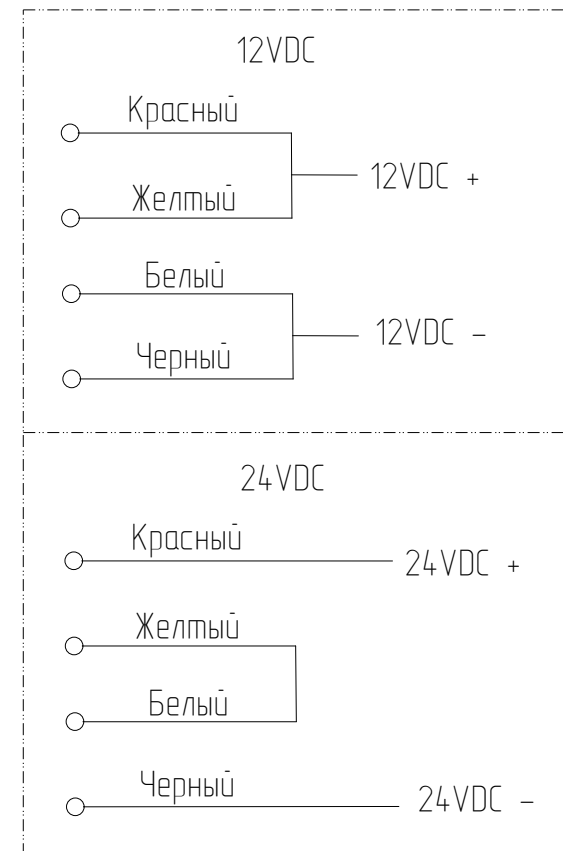 12VDC
Красный
12VDC +
Желтый
Белый
12VDC -
Черный
24VDC
Красный
24VDC +
Желтый
Белый
Черный
24VDC -